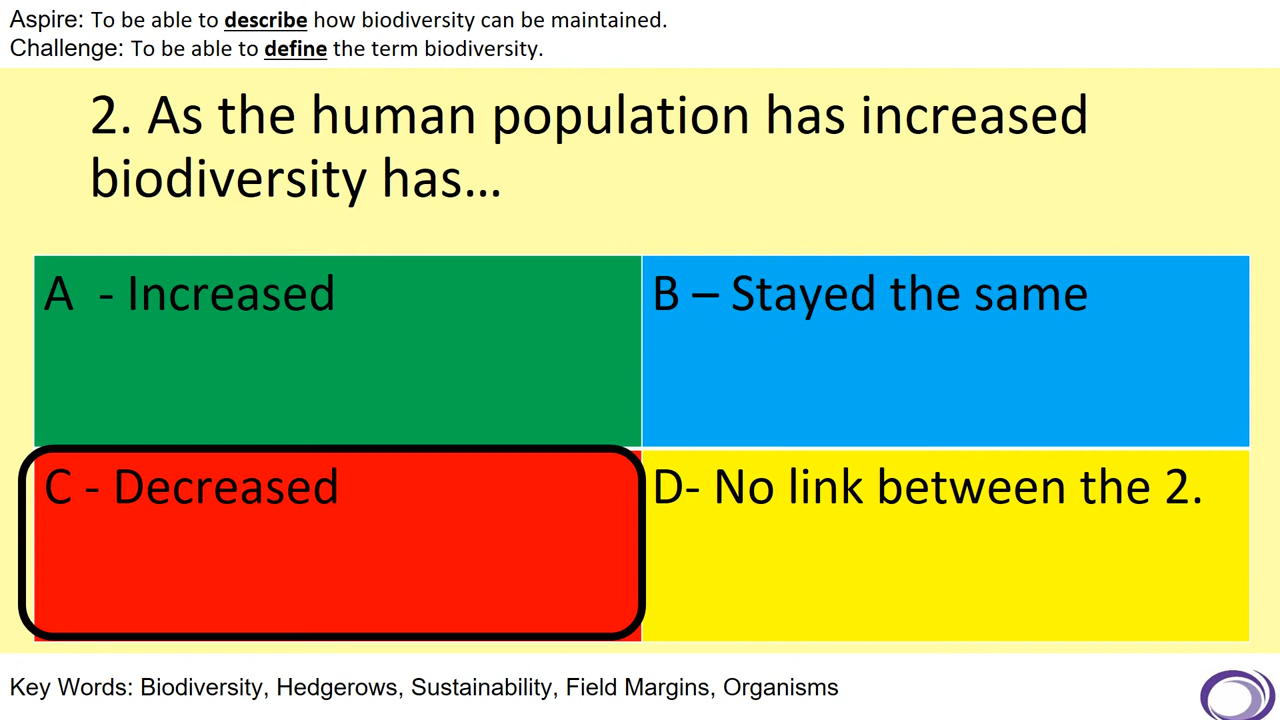 Aspire: To be able to describe how biodiversity can be maintained.
Challenge: To be able to define the term biodiversity.
2. As the human population has increased
biodiversity has...
A - Increased
B – Stayed the same
C - Decreased
D- No link between the 2.
Key Words: Biodiversity, Hedgerows, Sustainability, Field Margins, Organisms